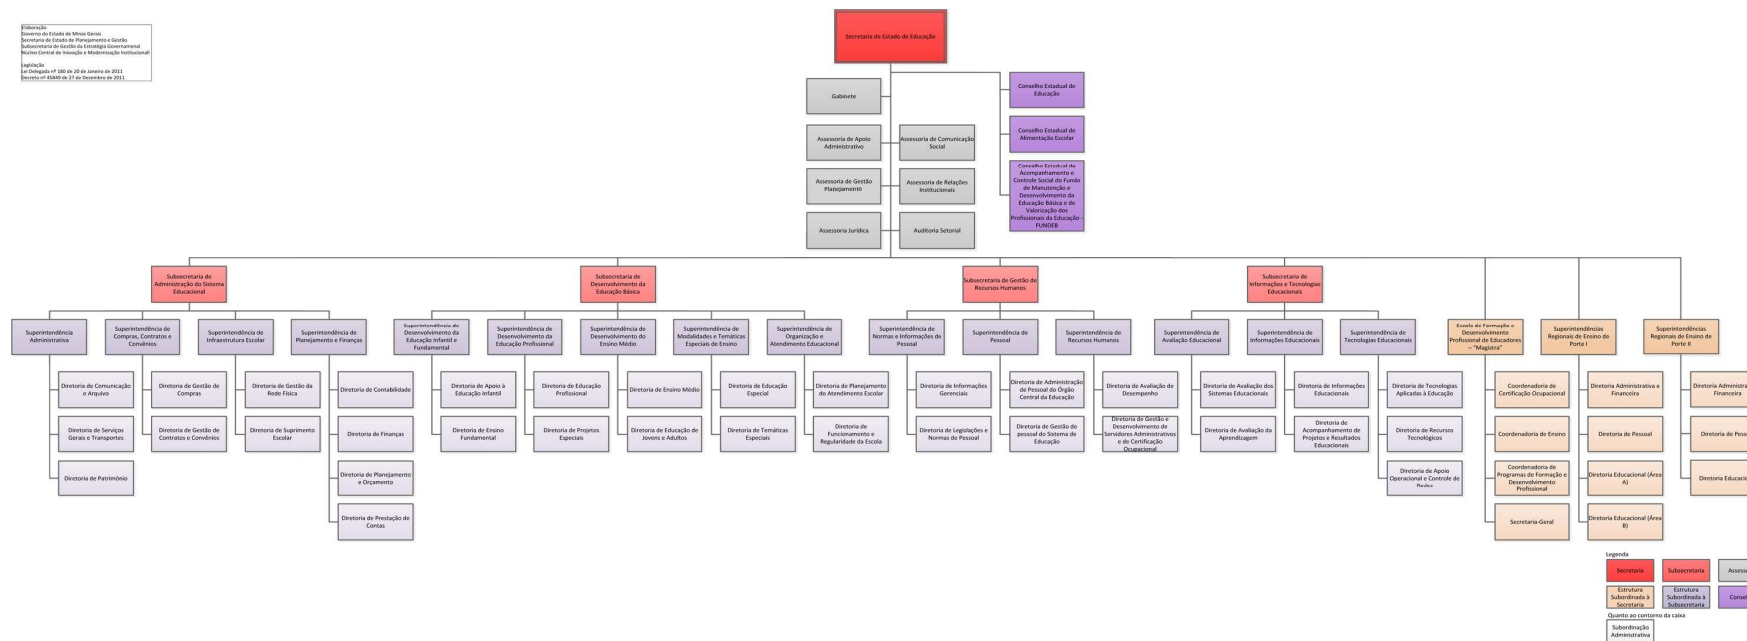 Elaboração
Governo do Estado de Minas Gerais
Secretaria de Estado de Planejamento e Gestão
Subsecretaria de Gestão da Estratégia Governamenal
Núcleo Central de Inovação e Modernização Institucionall
Legislação
Lei Delegada nº 180 de 20 de Janeiro de 2011
Decreto nº 45849 de 27 de Dezembro de 2011
Secretaria de Estado de Educação
Gabinete
Assessoria de Apoio
Administrativo
Assessoria de Comunicação
Social
Assessoria de Gestão
Planejamento
Assessoria de Relações
Institucionais
Assessoria Jurídica
Auditoria Setorial
Conselho Estadual de
Educação
Conselho Estadual de
Alimentação Escolar
Conselho Estadual de
Acompanhamento e
Controle Social do Fundo
de Manutenção e
Desenvolvimento da
Educação Básica e de
Valorização dos
Profissionais da Educação -
FUNDEB
Subsecretaria de
Administração do Sistema
Educacional
Subsecretaria de
Desenvolvimento da
Educação Básica
Subsecretaria de Gestão de
Recursos Humanos
Subsecretaria de
Informações e Tecnologias
Educacionais
Superintendência
Administrativa
Superintendência de
Compras, Contratos e
Convênios
Superintendência de
Infraestrutura Escolar
Superintendência de
Planejamento e Finanças
Superintendência de
Desenvolvimento da
Educação Infantil e
Fundamental
Superintendência de
Desenvolvimento da
Educação Profissional
Superintendência de
Desenvolvimento do
Ensino Médio
Superintendência de
Modalidades e Temáticas
Especiais de Ensino
Superintendência de
Organização e
Atendimento Educacional
Superintendência de
Normas e Informações de
Pessoal
Superintendência de
Pessoal
Superintendência de
Recursos Humanos
Superintendência de
Avaliação Educacional
Superintendência de
Informações Educacionais
Superintendência de
Tecnologias Educacionais
Escola de Formação e
Desenvolvimento
Profissional de Educadores
– "Magistra"
Superintendências
Regionais de Ensino de
Porte I
Superintendências
Regionais de Ensino de
Porte II
Diretoria de Comunicação
e Arquivo
Diretoria de Serviços
Gerais e Transportes
Diretoria de Patrimônio
Diretoria de Gestão de
Compras
Diretoria de Gestão de
Contratos e Convênios
Diretoria de Gestão da
Rede Física
Diretoria de Suprimento
Escolar
Diretoria de Contabilidade
Diretoria de Finanças
Diretoria de Planejamento
e Orçamento
Diretoria de Prestação de
Contas
Diretoria de Apoio à
Educação Infantil
Diretoria de Ensino
Fundamental
Diretoria de Educação
Profissional
Diretoria de Projetos
Especiais
Diretoria de Ensino Médio
Diretoria de Educação de
Jovens e Adultos
Diretoria de Educação
Especial
Diretoria de Temáticas
Especiais
Diretoria de Planejamento
do Atendimento Escolar
Diretoria de
Funcionamento e
Regularidade da Escola
Diretoria de Informações
Gerenciais
Diretoria de Legislações e
Normas de Pessoal
Diretoria de Administração
de Pessoal do Órgão
Central da Educação
Diretoria de Gestão de
pessoal do Sistema de
Educação
Diretoria de Avaliação de
Desempenho
Diretoria de Gestão e
Desenvolvimento de
Servidores Administrativos
e de Certificação
Ocupacional
Diretoria de Avaliação dos
Sistemas Educacionais
Diretoria de Avaliação da
Aprendizagem
Diretoria de Informações
Educacionais
Diretoria de
Acompanhamento de
Projetos e Resultados
Educacionais
Diretoria de Tecnologias
Aplicadas à Educação
Diretoria de Recursos
Tecnológicos
Diretoria de Apoio
Operacional e Controle de
Redes
Coordenadoria de
Certificação Ocupacional
Coordenadoria de Ensino
Coordenadoria de
Programas de Formação e
Desenvolvimento
Profissional
Secretaria-Geral
Diretoria Administrativa e
Financeira
Diretoria de Pessoal
Diretoria Educacional (Área
A)
Diretoria Educacional (Área
B)
Diretoria
Financeira
Diretoria de
Diretoria
Legenda
Secretaria
Subsecretaria
Estrutura
Subordinada à
Secretaria
Estrutura
Subordinada à
Subsecretaria
Quanto ao contorno da caixa
Subordinação
Administrativa